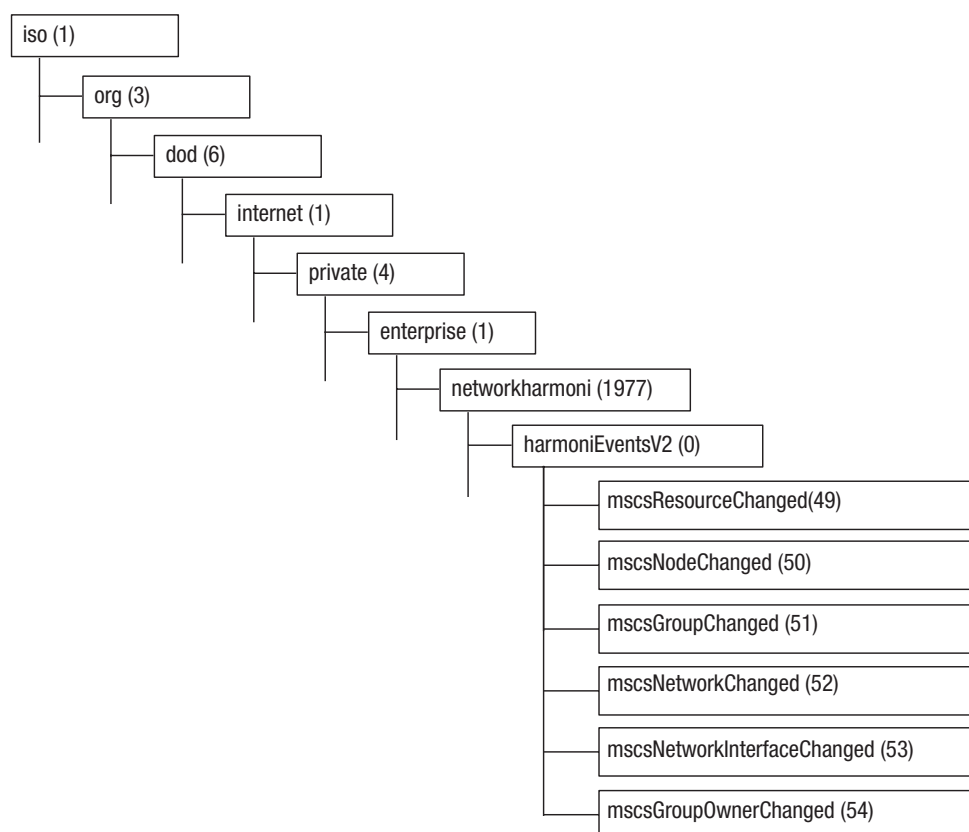 iso (1)
org (3)
dod (6)
internet (1)
private (4)
enterprise (1)
networkharmoni (1977)
harmoniEventsV2 (0)
mscsResourceChanged(49)
mscsNodeChanged (50)
mscsGroupChanged (51)
mscsNetworkChanged (52)
mscsNetworkInterfaceChanged (53)
mscsGroupOwnerChanged (54)